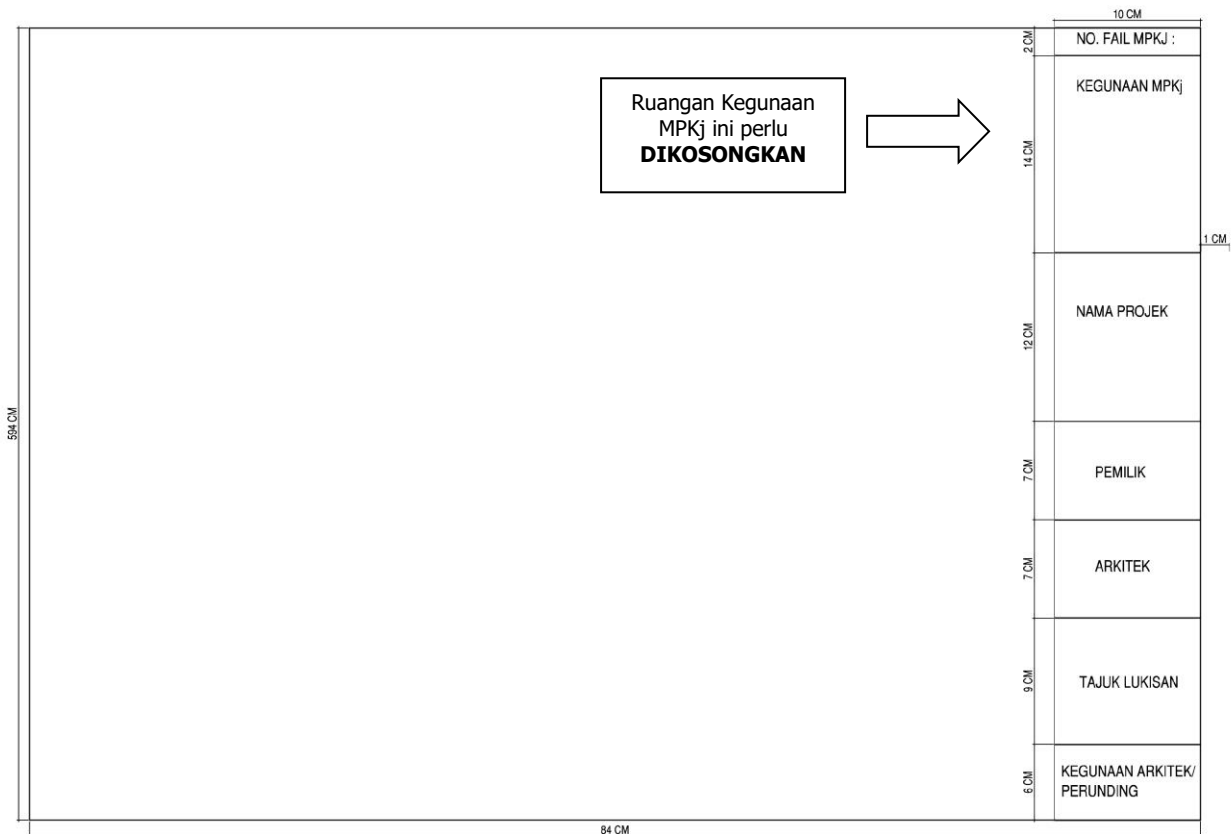 10 CM
2 CM
NO. FAIL MPKJ :
Ruangan Kegunaan
MPKj ini perlu
DIKOSONGKAN
14 CM
KEGUNAAN MPKj
1 CM
12 CM
NAMA PROJEK
594 CM
7 CM
PEMILIK
7 CM
ARKITEK
9 CM
TAJUK LUKISAN
6 CM
KEGUNAAN ARKITEK/
PERUNDING
84 CM